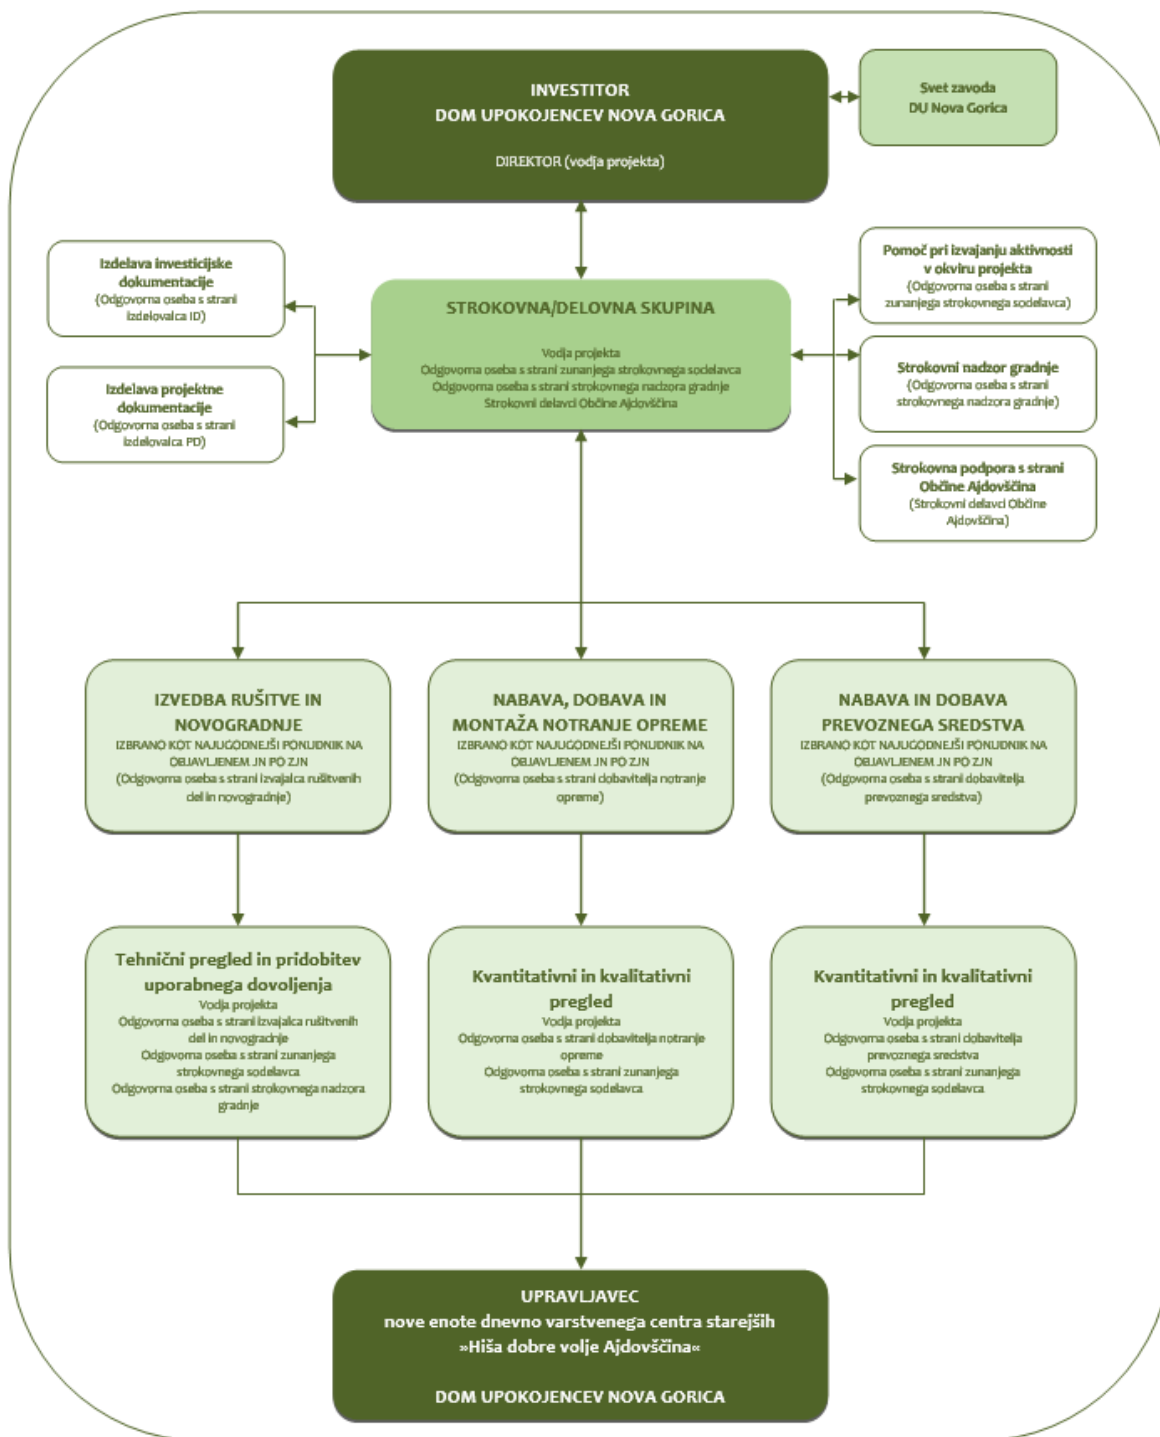 INVESTITOR
DOM UPOKOJENCEV NOVA GORICA
DIREKTOR (vodja projekta)
Svet zavoda
DU Nova Gorica
Izdelava investicijske
dokumentacije
(Odgovorna oseba s strani
izdelovalca ID)
Izdelava projektne
dokumentacije
(Odgovorna oseba s strani
izdelovalca PD)
STROKOVNA/DELOVNA SKUPINA
Vodja projekta
Odgovorna oseba s strani zunanjega strokovnega sodelavca
Odgovorna oseba s strani strokovnega nadzora gradnje
Strokovni delavci Občine Ajdovščina
Pomoč pri izvajanju aktivnosti
v okviru projekta
(Odgovorna oseba s strani
zunanjega strokovnega sodelavca)
Strokovni nadzor gradnje
(Odgovorna oseba s strani
strokovnega nadzora gradnje)
Strokovna podpora s strani
Občine Ajdovščina
(Strokovni delavci Občine
Ajdovščina)
IZVEDBA RUŠITVE IN
NOVOGRADNJE
IZBRANO KOT NAJUGODNEJŠI PONUDNIK NA
OBJAVLJENEM JN PO ZJN
(Odgovorna oseba s strani izvajalca rušitvenih
del in novogradnje)
NABAVA, DOBAVA IN
MONTAŽA NOTRANJE OPREME
IZBRANO KOT NAJUGODNEJŠI PONUDNIK NA
OBJAVLJENEM JN PO ZJN
(Odgovorna oseba s strani dobavitelja notranje
opreme)
NABAVA IN DOBAVA
PREVOZNEGA SREDSTVA
IZBRANO KOT NAJUGODNEJŠI PONUDNIK NA
OBJAVLJENEM JN PO ZJN
(Odgovorna oseba s strani dobavitelja
prevoznega sredstva)
Tehnični pregled in pridobitev
uporabnega dovoljenja
Vodja projekta
Odgovorna oseba s strani izvajalca rušitvenih
del in novogradnje
Odgovorna oseba s strani zunanjega
strokovnega sodelavca
Odgovorna oseba s strani strokovnega nadzora
gradnje
Kvantitativni in kvalitativni
pregled
Vodja projekta
Odgovorna oseba s strani dobavitelja notranje
opreme
Odgovorna oseba s strani zunanjega
strokovnega sodelavca
Kvantitativni in kvalitativni
pregled
Vodja projekta
Odgovorna oseba s strani dobavitelja
prevoznega sredstva
Odgovorna oseba s strani zunanjega
strokovnega sodelavca
UPRAVLJAVEC
nove enote dnevno varstvenega centra starejših
»Hiša dobre volje Ajdovščina«
DOM UPOKOJENCEV NOVA GORICA